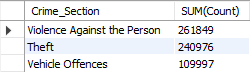 Crime_Section SUM(Count)
Violence Against the Person 261849
Theft 240976
Vehicle Offences 109997